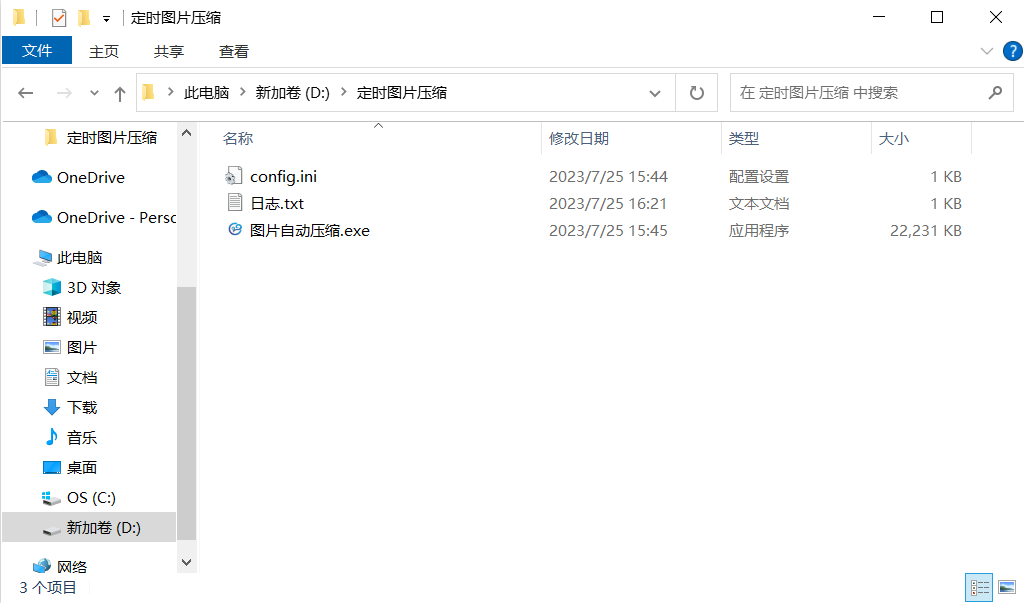 定时图片压缩
文件 主页 共享 查看
此电脑 新加卷 (D:) 定时图片压缩 在 定时图片压缩 中搜索
定时图片压缩
OneDrive
OneDrive - Persc
此电脑
3D 对象
视频
图片
文档
下载
音乐
桌面
OS (C:)
新加卷 (D:)
网络
名称 修改日期 类型 大小
config.ini 2023/7/25 15:44 配置设置 1 KB
日志.txt 2023/7/25 16:21 文本文档 1 KB
图片自动压缩.exe 2023/7/25 15:45 应用程序 22,231 KB
3 个项目